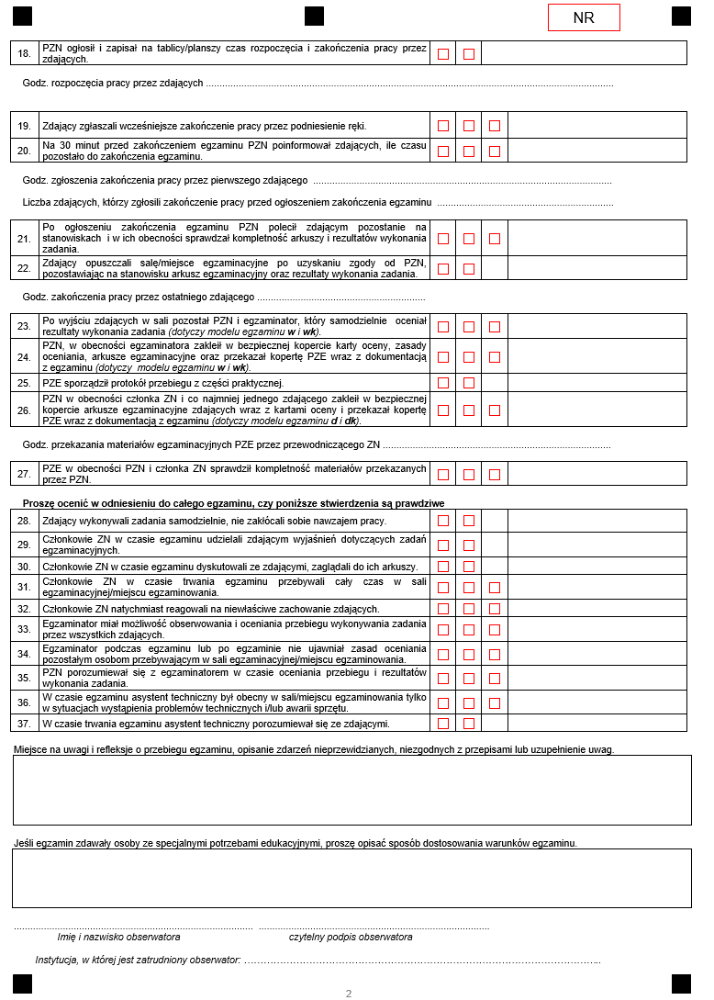 NR
18. PZN ogłosił i zapisał na tablicy/planszy czas rozpoczęcia i zakończenia pracy przez
zdających.
Godz. rozpoczęcia pracy przez zdających ....................................................................................................................................................
19. Zdający zgłaszali wcześniejsze zakończenie pracy przez podniesienie ręki.
20. Na 30 minut przed zakończeniem egzaminu PZN poinformował zdających, ile czasu
pozostało do zakończenia egzaminu.
Godz. zgłoszenia zakończenia pracy przez pierwszego zdającego .............................................................................................................
Liczba zdających, którzy zgłosili zakończenie pracy przed ogłoszeniem zakończenia egzaminu ................................................................
21. Po ogłoszeniu zakończenia egzaminu PZN polecił zdającym pozostanie na
stanowiskach i w ich obecności sprawdzał kompletność arkuszy i rezultatów wykonania
zadania.
22. Zdający opuszczali salę/miejsce egzaminacyjne po uzyskaniu zgody od PZN,
pozostawiając na stanowisku arkusz egzaminacyjny oraz rezultaty wykonania zadania.
Godz. zakończenia pracy przez ostatniego zdającego .............................................................
23. Po wyjściu zdających w sali pozostał PZN i egzaminator, który samodzielnie oceniał
rezultaty wykonania zadania (dotyczy modelu egzaminu w i wk).
24. PZN, w obecności egzaminatora zakleił w bezpiecznej kopercie karty oceny, zasady
oceniania, arkusze egzaminacyjne oraz przekazał kopertę PZE wraz z dokumentacją
z egzaminu (dotyczy modelu egzaminu w i wk).
25. PZE sporządził protokół przebiegu z części praktycznej.
26. PZN w obecności członka ZN i co najmniej jednego zdającego zakleił w bezpiecznej
kopercie arkusze egzaminacyjne zdających wraz z kartami oceny i przekazał kopertę
PZE wraz z dokumentacją z egzaminu (dotyczy modelu egzaminu d i dk).
Godz. przekazania materiałów egzaminacyjnych PZE przez przewodniczącego ZN ...................................................................................
27. PZE w obecności PZN i członka ZN sprawdził kompletność materiałów przekazanych
przez PZN.
Proszę ocenić w odniesieniu do całego egzaminu, czy poniższe stwierdzenia są prawdziwe
28. Zdający wykonywali zadania samodzielnie, nie zakłócali sobie nawzajem pracy.
29. Członkowie ZN w czasie egzaminu udzielali zdającym wyjaśnień dotyczących zadań
egzaminacyjnych.
30. Członkowie ZN w czasie egzaminu dyskutowali ze zdającymi, zaglądali do ich arkuszy.
31. Członkowie ZN w czasie trwania egzaminu przebywali cały czas w sali
egzaminacyjnej/miejscu egzaminowania.
32. Członkowie ZN natychmiast reagowali na niewłaściwe zachowanie zdających.
33. Egzaminator miał możliwość obserwowania i oceniania przebiegu wykonywania zadania
przez wszystkich zdających.
34. Egzaminator podczas egzaminu lub po egzaminie nie ujawniał zasad oceniania
pozostałym osobom przebywającym w sali egzaminacyjnej/miejscu egzaminowania.
35. PZN porozumiewał się z egzaminatorem w czasie oceniania przebiegu i rezultatów
wykonania zadania.
36. W czasie egzaminu asystent techniczny był obecny w sali/miejscu egzaminowania tylko
w sytuacjach wystąpienia problemów technicznych i/lub awarii sprzętu.
37. W czasie trwania egzaminu asystent techniczny porozumiewał się ze zdającymi.
Miejsce na uwagi i refleksje o przebiegu egzaminu, opisanie zdarzeń nieprzewidzianych, niezgodnych z przepisami lub uzupełnienie uwag.
Jeśli egzamin zdawały osoby ze specjalnymi potrzebami edukacyjnymi, proszę opisać sposób dostosowania warunków egzaminu.
........................................................................................ .....................................................................................
Imię i nazwisko obserwatora czytelny podpis obserwatora
Instytucja, w której jest zatrudniony obserwator: ……………………………………………………………………………………………..
2